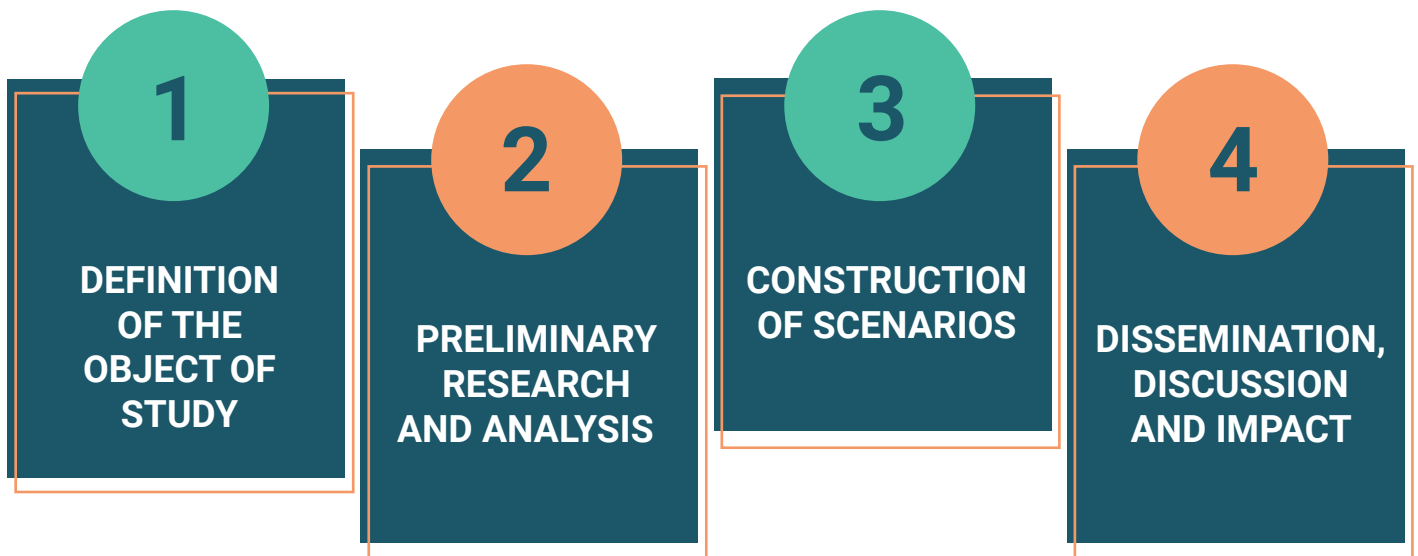 1
DEFINITION
OF THE
OBJECT OF
STUDY
2
PRELIMINARY
RESEARCH
AND ANALYSIS
3
CONSTRUCTION
OF SCENARIOS
4
DISSEMINATION,
DISCUSSION
AND IMPACT